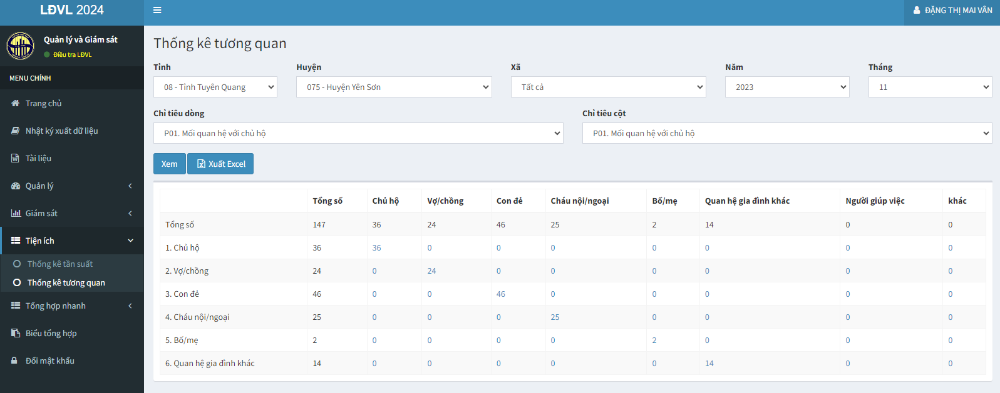 LĐVL 2024
ĐẶNG THỊ MAI VÂN
Quản lý và Giám sát
Điều tra LĐVL
MENU CHÍNH
Trang chủ
Nhật ký xuất dữ liệu
Tài liệu
Quản lý
Giám sát
Tiện ích
Thống kê tần suất
Thống kê tương quan
Tổng hợp nhanh
Biểu tổng hợp
Đổi mật khẩu
Thống kê tương quan
Tỉnh Huyện Xã Năm Tháng
08 - Tỉnh Tuyên Quang 075 - Huyện Yên Sơn Tất cả 2023 11
Chỉ tiêu dòng Chỉ tiêu cột
P01. Mối quan hệ với chủ hộ P01. Mối quan hệ với chủ hộ
Xem Xuất Excel
Tổng số Chủ hộ Vợ/chồng Con đẻ Cháu nội/ngoại Bố/mẹ Quan hệ gia đình khác Người giúp việc khác
Tổng số 147 36 24 46 25 2 14 0 0
1. Chủ hộ 36 36 0 0 0 0 0 0 0
2. Vợ/chồng 24 0 24 0 0 0 0 0 0
3. Con đẻ 46 0 0 46 0 0 0 0 0
4. Cháu nội/ngoại 25 0 0 0 25 0 0 0 0
5. Bố/mẹ 2 0 0 0 0 2 0 0 0
6. Quan hệ gia đình khác 14 0 0 0 0 0 14 0 0